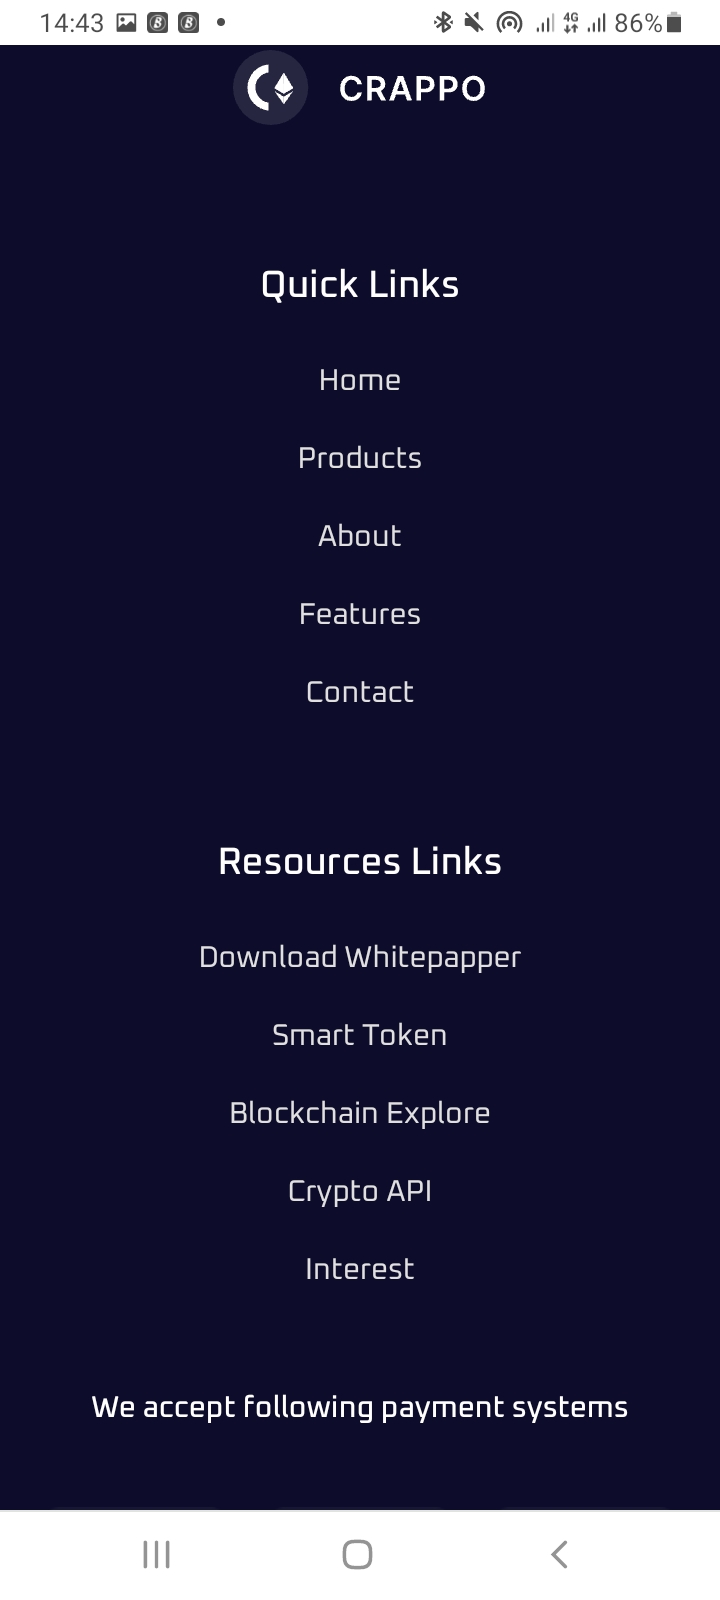 14:43
4G
86%
CRAPPO
Quick Links
Home
Products
About
Features
Contact
Resources Links
Download Whitepapper
Smart Token
Blockchain Explore
Crypto API
Interest
We accept following payment systems